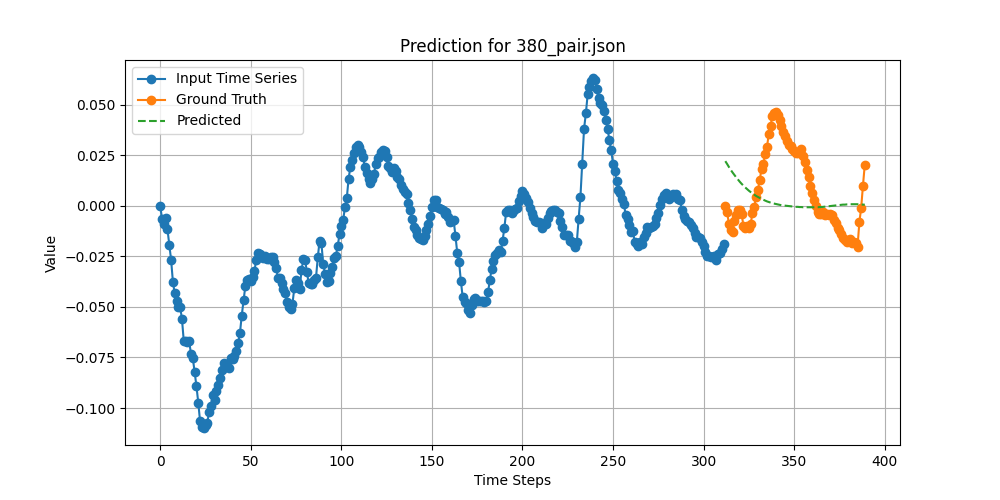 Prediction for 380_pair.json
Input Time Series
Ground Truth
Predicted
0.050
0.025
0.000
−0.025
−0.050
−0.075
−0.100
Value
0 50 100 150 200 250 300 350 400
Time Steps